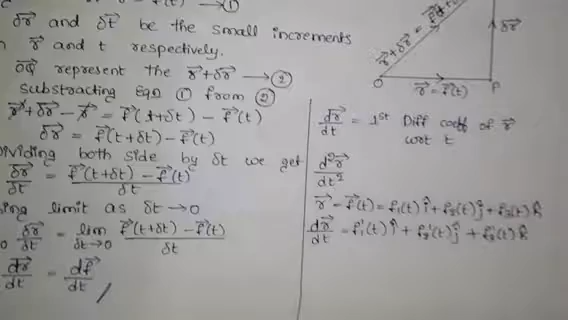 f(t) → ①
δr⃗ and δt⃗ be the small increments
r⃗ and t respectively.
OQ⃗ represent the r⃗+δr⃗ → ②
Substracting Eqn ① from ②
r⃗+δr⃗ - r⃗ = f⃗(t+δt) - f⃗(t)
δr⃗ = f⃗(t+δt) - f⃗(t)
both side by δt we get
δr⃗/δt = f⃗(t+δt) - f⃗(t)/δt
limit as δt→0
δr⃗/δt = lim δt→0 f⃗(t+δt) - f⃗(t)/δt
dr⃗/dt = df⃗/dt
r⃗+δr⃗ =
δr⃗
O r⃗ = f⃗(t) P
dr⃗/dt = 1st Diff coeff of r⃗
wort t
d²r⃗/dt²
r⃗ = f⃗(t) = f₁(t)î + f₂(t)ĵ + f₃(t)k̂
dr⃗/dt = f₁'(t)î + f₂'(t)ĵ + f₃'(t)k̂